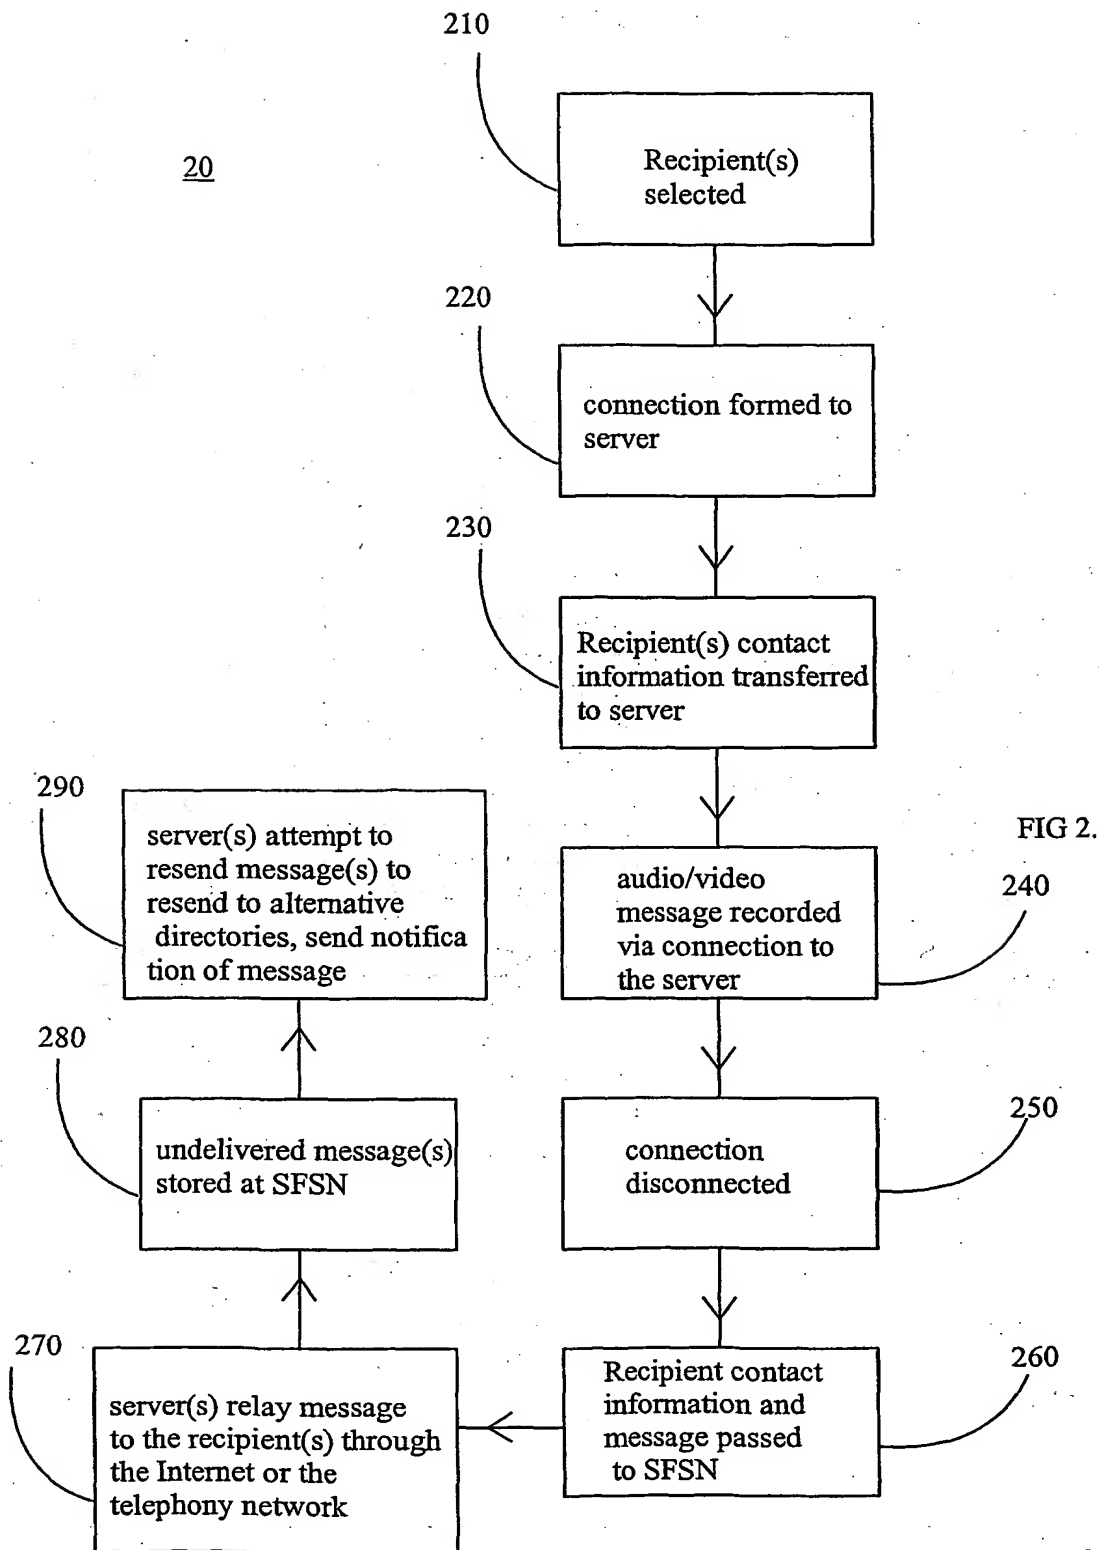 210
20
Recipient(s)
selected
220
connection formed to
server
230
Recipient(s) contact
information transferred
to server
FIG 2.
240
audio/video
message recorded
via connection to
the server
250
connection
disconnected
260
Recipient contact
information and
message passed
to SFSN
270
server(s) relay message
to the recipient(s) through
the Internet or the
telephony network
280
undelivered message(s)
stored at SFSN
290
server(s) attempt to
resend message(s) to
resend to alternative
directories, send notifica
tion of message